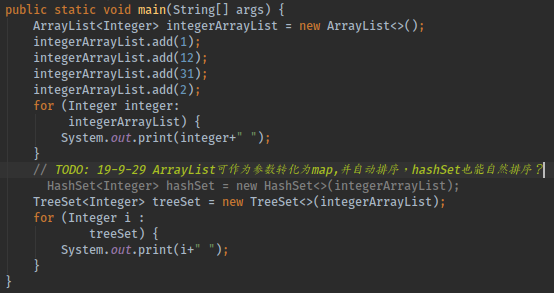 public static void main(String[] args) {
    ArrayList<Integer> integerArrayList = new ArrayList<>();
    integerArrayList.add(1);
    integerArrayList.add(12);
    integerArrayList.add(31);
    integerArrayList.add(2);
    for (Integer integer:
         integerArrayList) {
        System.out.print(integer+" ");
    }
    // TODO: 19-9-29 ArrayList可作为参数转化为map,并自动排序·hashSet也能自然排序？
      HashSet<Integer> hashSet = new HashSet<>(integerArrayList);
    TreeSet<Integer> treeSet = new TreeSet<>(integerArrayList);
    for (Integer i :
            treeSet) {
        System.out.print(i+" ");
    }
}